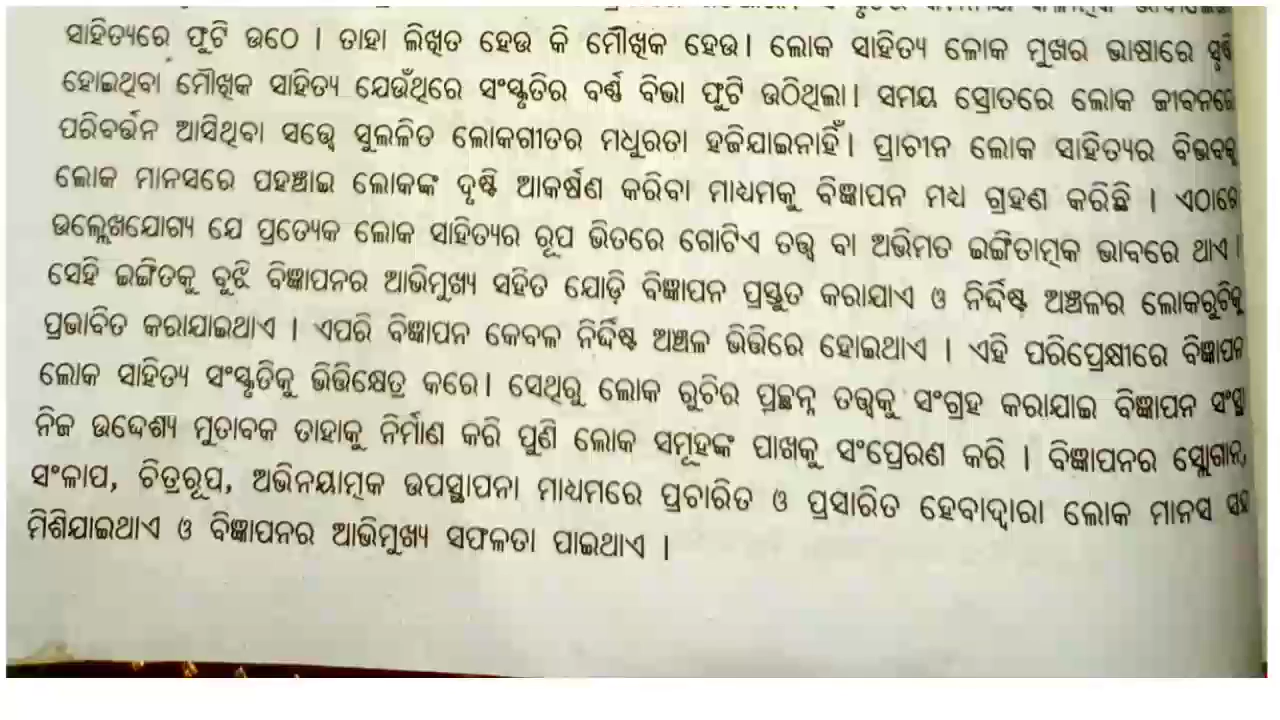 ସାହିତ୍ୟରେ ଫୁଟି ଉଠେ । ତାହା ଲିଖିତ ହେଉ କି ମୌଖିକ ହେଉ। ଲୋକ ସାହିତ୍ୟ ଲୋକ ମୁଖର ଭାଷାରେ
ହୋଇଥିବା ମୌଖିକ ସାହିତ୍ୟ ଯେଉଁଥିରେ ସଂସ୍କୃତିର ବର୍ଣ୍ଣ ବିଭା ଫୁଟି ଉଠିଥିଲା। ସମୟ ସ୍ରୋତରେ ଲୋକ ଜୀବନରେ
ପରିବର୍ତ୍ତନ ଆସିଥିବା ସତ୍ତ୍ୱେ ସୁଲଳିତ ଲୋକଗୀତର ମଧୁରତା ହଜିଯାଇନାହିଁ। ପ୍ରାଚୀନ ଲୋକ ସାହିତ୍ୟର ବିଭବକୁ
ଲୋକ ମାନସରେ ପହଞ୍ଚାଇ ଲୋକଙ୍କ ଦୃଷ୍ଟି ଆକର୍ଷଣ କରିବା ମାଧ୍ୟମକୁ ବିଜ୍ଞାପନ ମଧ୍ୟ ଗ୍ରହଣ କରିଛି । ଏଠାରେ
ଉଲ୍ଲେଖଯୋଗ୍ୟ ଯେ ପ୍ରତ୍ୟେକ ଲୋକ ସାହିତ୍ୟର ରୂପ ଭିତରେ ଗୋଟିଏ ତତ୍ତ୍ୱ ବା ଅଭିମତ ଇଙ୍ଗିତାତ୍ମକ ଭାବରେ ଥାଏ ।
ସେହି ଇଙ୍ଗିତକୁ ବୁଝି ବିଜ୍ଞାପନର ଆଭିମୁଖ୍ୟ ସହିତ ଯୋଡ଼ି ବିଜ୍ଞାପନ ପ୍ରସ୍ତୁତ କରାଯାଏ ଓ ନିର୍ଦ୍ଦିଷ୍ଟ ଅଞ୍ଚଳର ଲୋକରୁଚିକୁ
ପ୍ରଭାବିତ କରାଯାଇଥାଏ । ଏପରି ବିଜ୍ଞାପନ କେବଳ ନିର୍ଦ୍ଦିଷ୍ଟ ଅଞ୍ଚଳ ଭିତ୍ତିରେ ହୋଇଥାଏ । ଏହି ପରିପ୍ରେକ୍ଷୀରେ ବିଜ୍ଞାପନ
ଲୋକ ସାହିତ୍ୟ ସଂସ୍କୃତିକୁ ଭିତ୍ତିକ୍ଷେତ୍ର କରେ। ସେଥିରୁ ଲୋକ ରୁଚିର ପ୍ରଚ୍ଛନ୍ନ ତତ୍ତ୍ୱକୁ ସଂଗ୍ରହ କରାଯାଇ ବିଜ୍ଞାପନ ସଂସ୍ଥା
ନିଜ ଉଦ୍ଦେଶ୍ୟ ମୁତାବକ ତାହାକୁ ନିର୍ମାଣ କରି ପୁଣି ଲୋକ ସମୂହଙ୍କ ପାଖକୁ ସଂପ୍ରେରଣ କରି । ବିଜ୍ଞାପନର ସ୍ଲୋଗାନ,
ସଂଳାପ, ଚିତ୍ରରୂପ, ଅଭିନୟାତ୍ମକ ଉପସ୍ଥାପନା ମାଧ୍ୟମରେ ପ୍ରଚାରିତ ଓ ପ୍ରସାରିତ ହେବାଦ୍ୱାରା ଲୋକ ମାନସ ସହ
ମିଶିଯାଇଥାଏ ଓ ବିଜ୍ଞାପନର ଆଭିମୁଖ୍ୟ ସଫଳତା ପାଇଥାଏ ।